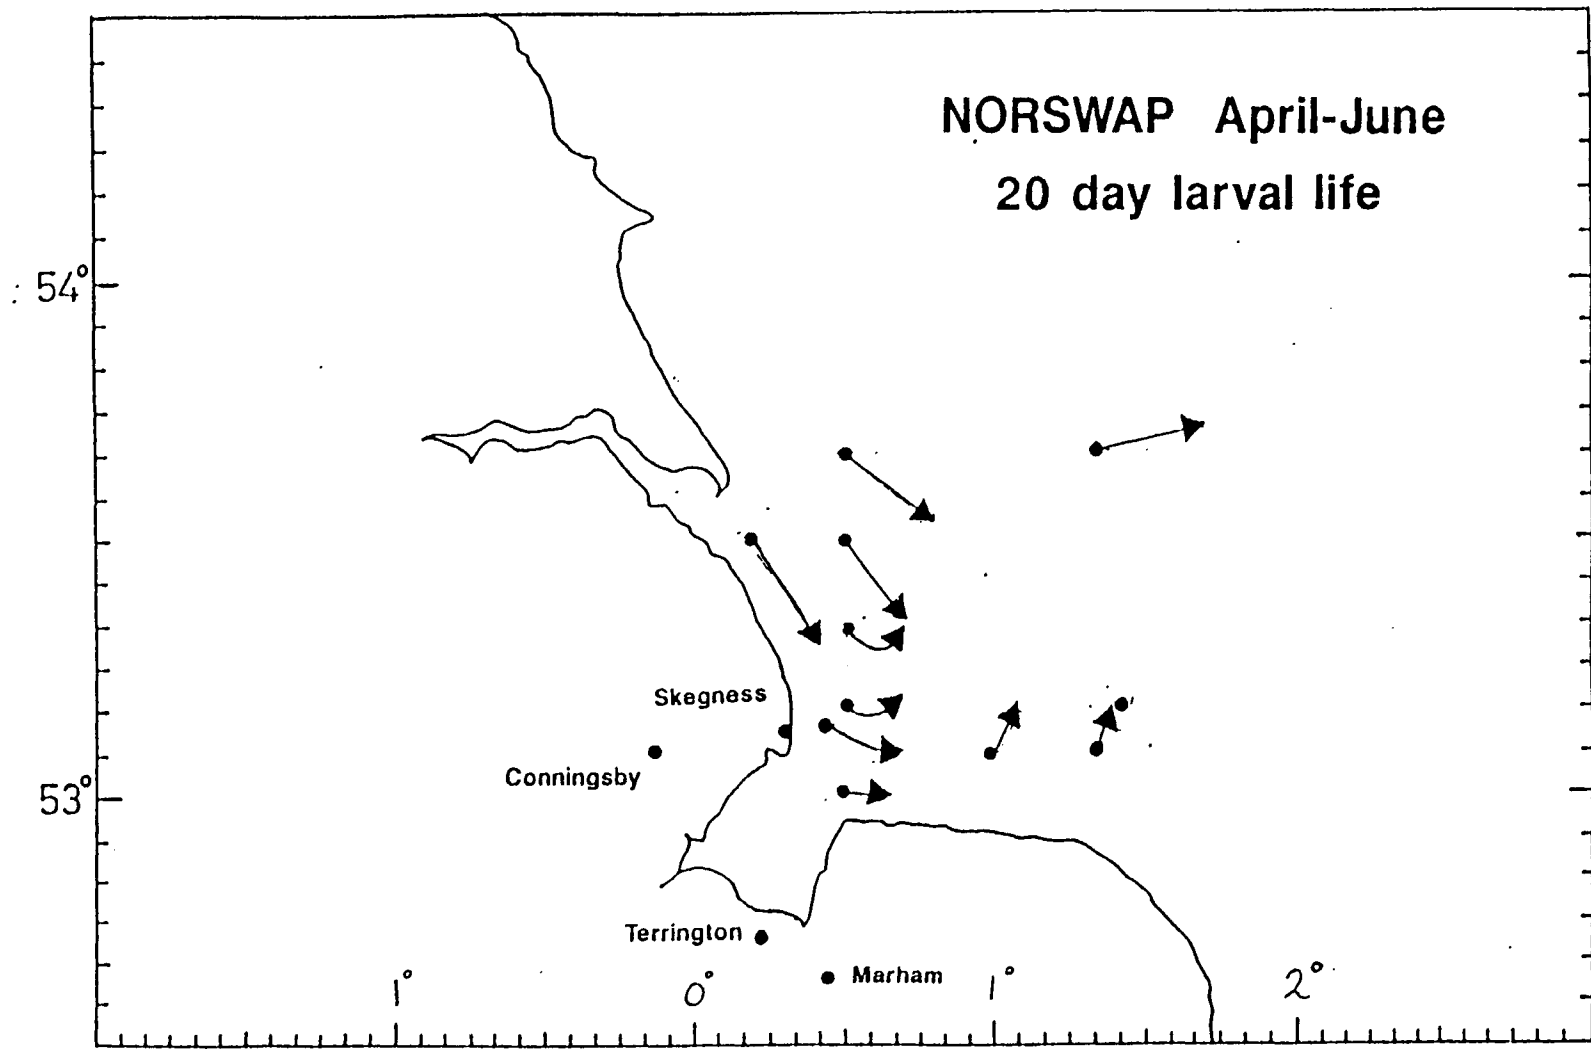 NORSWAP April-June
20 day larval life
54°
Skegness
Conningsby
53°
Terrington
Marham
1°
0°
1°
2°